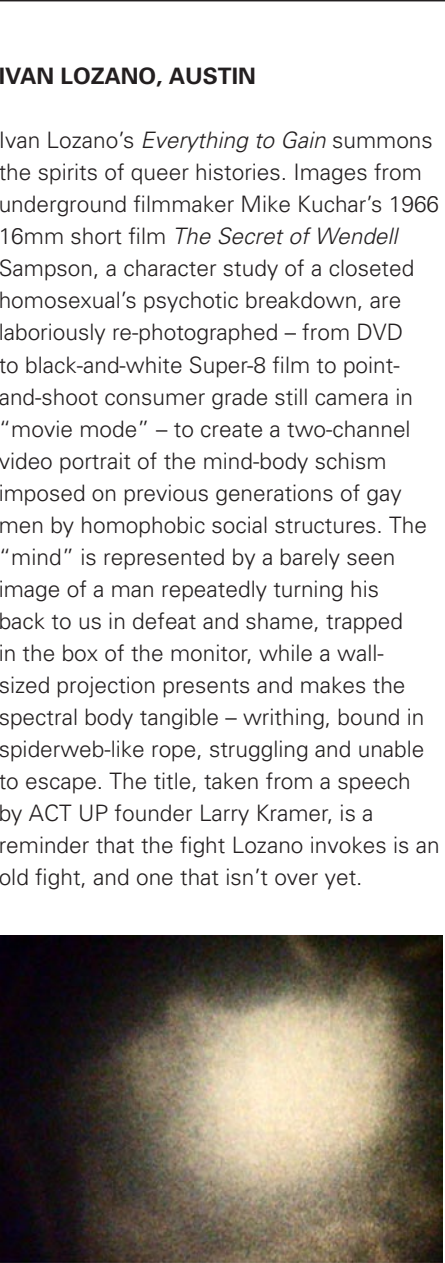 IVAN LOZANO, AUSTIN
Ivan Lozano’s Everything to Gain summons
the spirits of queer histories. Images from
underground filmmaker Mike Kuchar’s 1966
16mm short film The Secret of Wendell
Sampson, a character study of a closeted
homosexual’s psychotic breakdown, are
laboriously re-photographed – from DVD
to black-and-white Super-8 film to point-
and-shoot consumer grade still camera in
“movie mode” – to create a two-channel
video portrait of the mind-body schism
imposed on previous generations of gay
men by homophobic social structures. The
“mind” is represented by a barely seen
image of a man repeatedly turning his
back to us in defeat and shame, trapped
in the box of the monitor, while a wall-
sized projection presents and makes the
spectral body tangible – writhing, bound in
spiderweb-like rope, struggling and unable
to escape. The title, taken from a speech
by ACT UP founder Larry Kramer, is a
reminder that the fight Lozano invokes is an
old fight, and one that isn’t over yet.